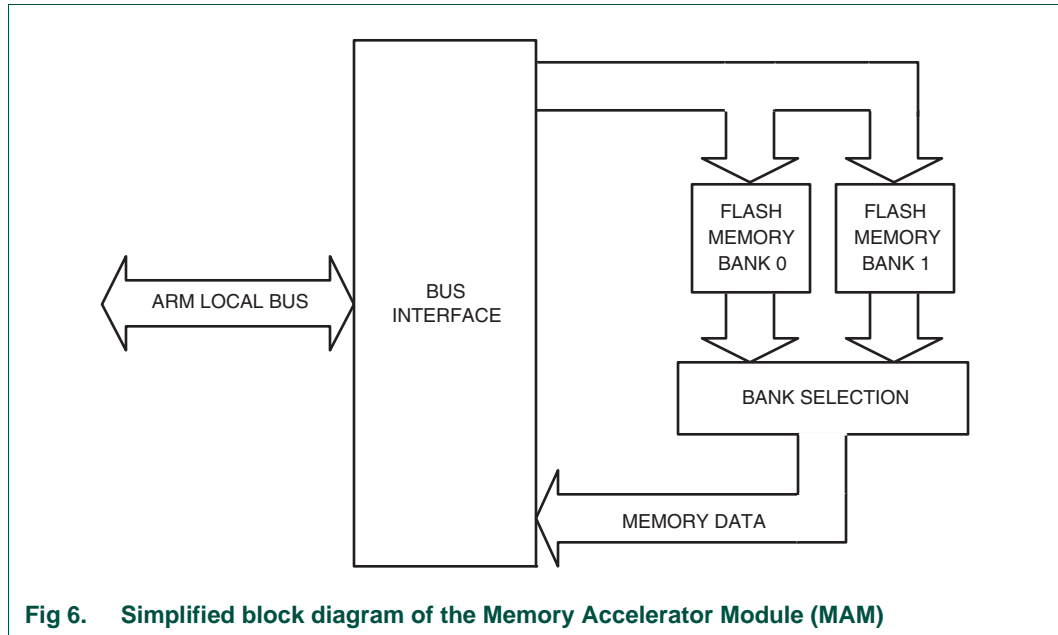 FLASH
MEMORY
BANK 0
FLASH
MEMORY
BANK 1
ARM LOCAL BUS
BUS
INTERFACE
BANK SELECTION
MEMORY DATA
Fig 6. Simplified block diagram of the Memory Accelerator Module (MAM)